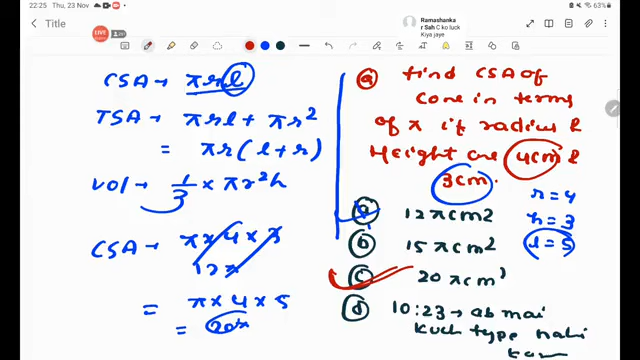 22:25 Thu, 23 Nov
63%
Title
LIVE
Ramashanka
r Sah C ko luck
Kiya jaye
CSA → πrl
TSA → πrl + πr²
= πr(l+r)
Vol → 1/3 × πr²h
CSA → π×4×3
12π
= π×4×5
= 20π
Q find CSA of
Cone in terms
of π if radius &
Height are 4cm &
3cm.
r = 4
h = 3
l = 5
a 12πcm2
b 15πcm2
c 20πcm²
d 10:23 → ab mai
kuch type nahi